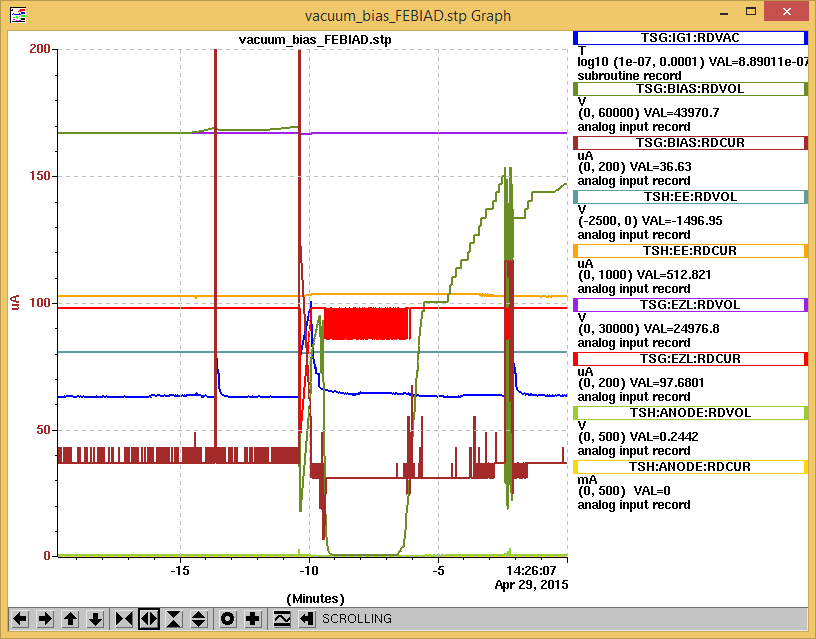 vacuum_bias_FEBIAD.stp Graph
vacuum_bias_FEBIAD.stp
200
150
100
50
0
uA
-15
-10
-5
14:26:07
Apr 29, 2015
(Minutes)
TSG:IG1:RDVAC
T
log10 (1e-07, 0.0001) VAL=8.89011e-07
subroutine record
TSG:BIAS:RDVOL
V
(0, 60000) VAL=43970.7
analog input record
TSG:BIAS:RDCUR
uA
(0, 200) VAL=36.63
analog input record
TSH:EE:RDVOL
V
(-2500, 0) VAL=-1496.95
analog input record
TSH:EE:RDCUR
uA
(0, 1000) VAL=512.821
analog input record
TSG:EZL:RDVOL
V
(0, 30000) VAL=24976.8
analog input record
TSG:EZL:RDCUR
uA
(0, 200) VAL=97.6801
analog input record
TSH:ANODE:RDVOL
V
(0, 500) VAL=0.2442
analog input record
TSH:ANODE:RDCUR
mA
(0, 500) VAL=0
analog input record
SCROLLING